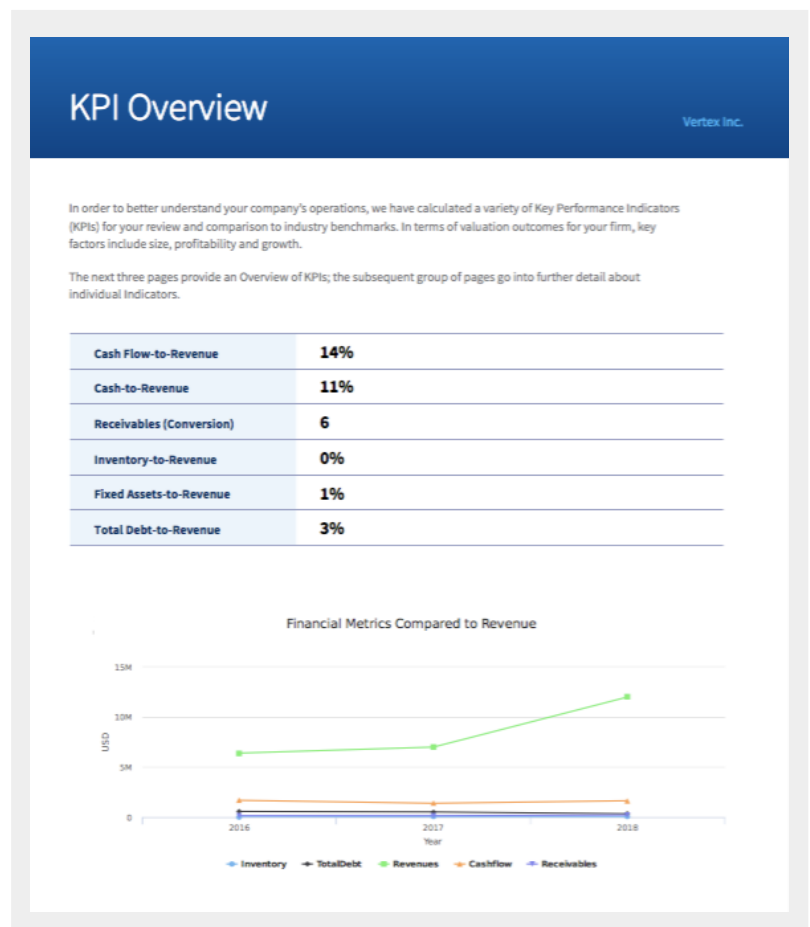 KPI Overview
Vertex Inc.
In order to better understand your company's operations, we have calculated a variety of Key Performance Indicators
(KPIs) for your review and comparison to industry benchmarks. In terms of valuation outcomes for your firm, key
factors include size, profitability and growth.
The next three pages provide an Overview of KPIs; the subsequent group of pages go into further detail about
individual Indicators.
Cash Flow-to-Revenue 14%
Cash-to-Revenue 11%
Receivables (Conversion) 6
Inventory-to-Revenue 0%
Fixed Assets-to-Revenue 1%
Total Debt-to-Revenue 3%
Financial Metrics Compared to Revenue
15M
10M
USD
5M
0
2016 2017 2018
Year
Inventory TotalDebt Revenues Cashflow Receivables